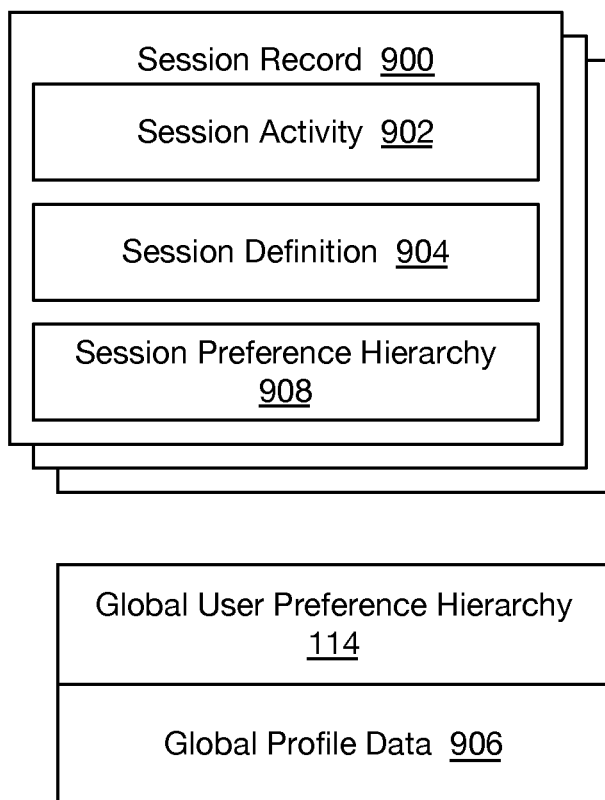 Session Record 900
Session Activity 902
Session Definition 904
Session Preference Hierarchy
908
Global User Preference Hierarchy
114
Global Profile Data 906